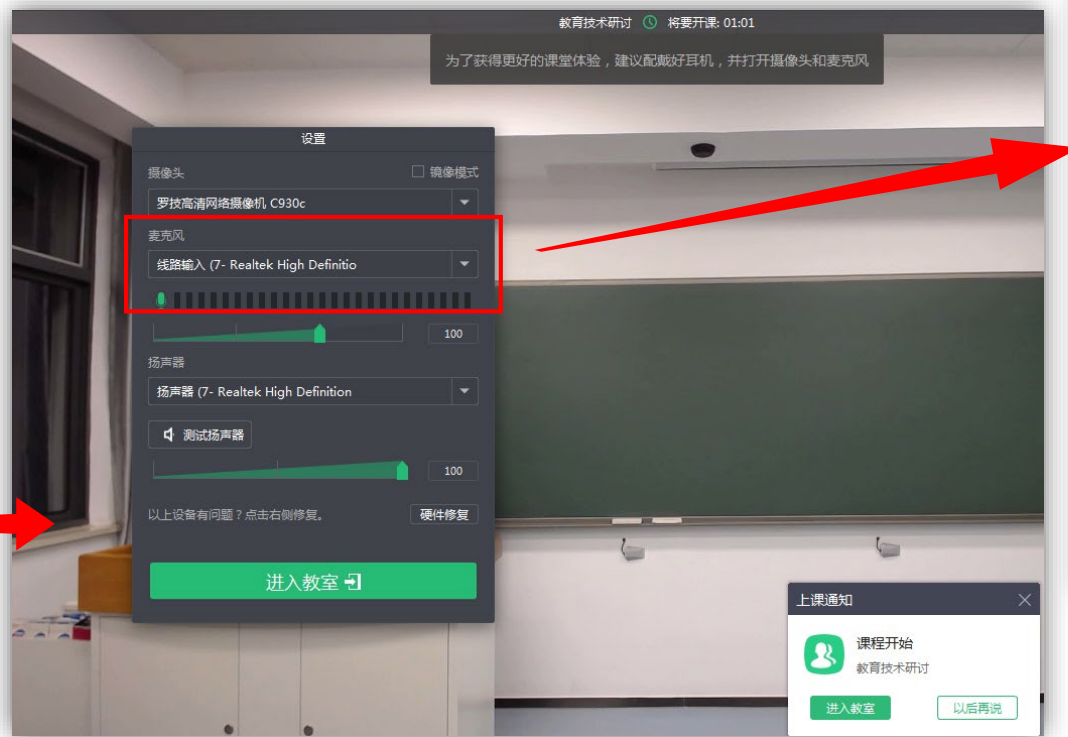 教育技术研讨 将要开课: 01:01
为了获得更好的课堂体验，建议配戴好耳机，并打开摄像头和麦克风
设置
摄像头 镜像模式
罗技高清网络摄像机 C930c
麦克风
线路输入 (7- Realtek High Definitio
100
扬声器
扬声器 (7- Realtek High Definition
测试扬声器
100
以上设备有问题？点击右侧修复。 硬件修复
进入教室
上课通知
课程开始
教育技术研讨
进入教室 以后再说